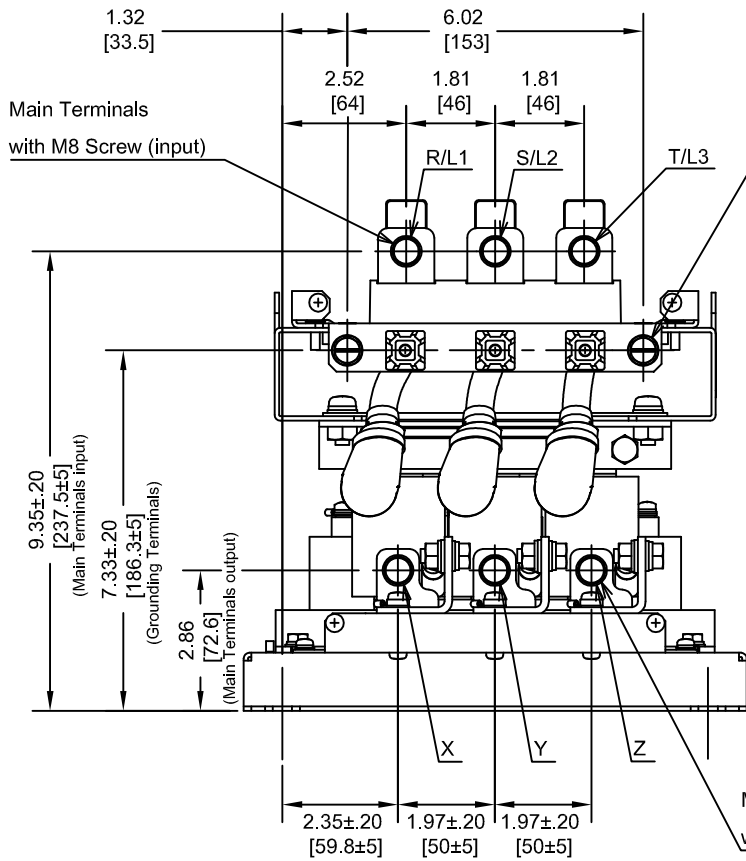 1.32
[33.5]
6.02
[153]
2.52
[64]
1.81
[46]
1.81
[46]
Main Terminals
with M8 Screw (input)
R/L1
S/L2
T/L3
9.35±.20
[237.5±5]
(Main Terminals input)
7.33±.20
[186.3±5]
(Grounding Terminals)
2.86
[72.6]
(Main Terminals output)
X
Y
Z
M
w
2.35±.20
[59.8±5]
1.97±.20
[50±5]
1.97±.20
[50±5]